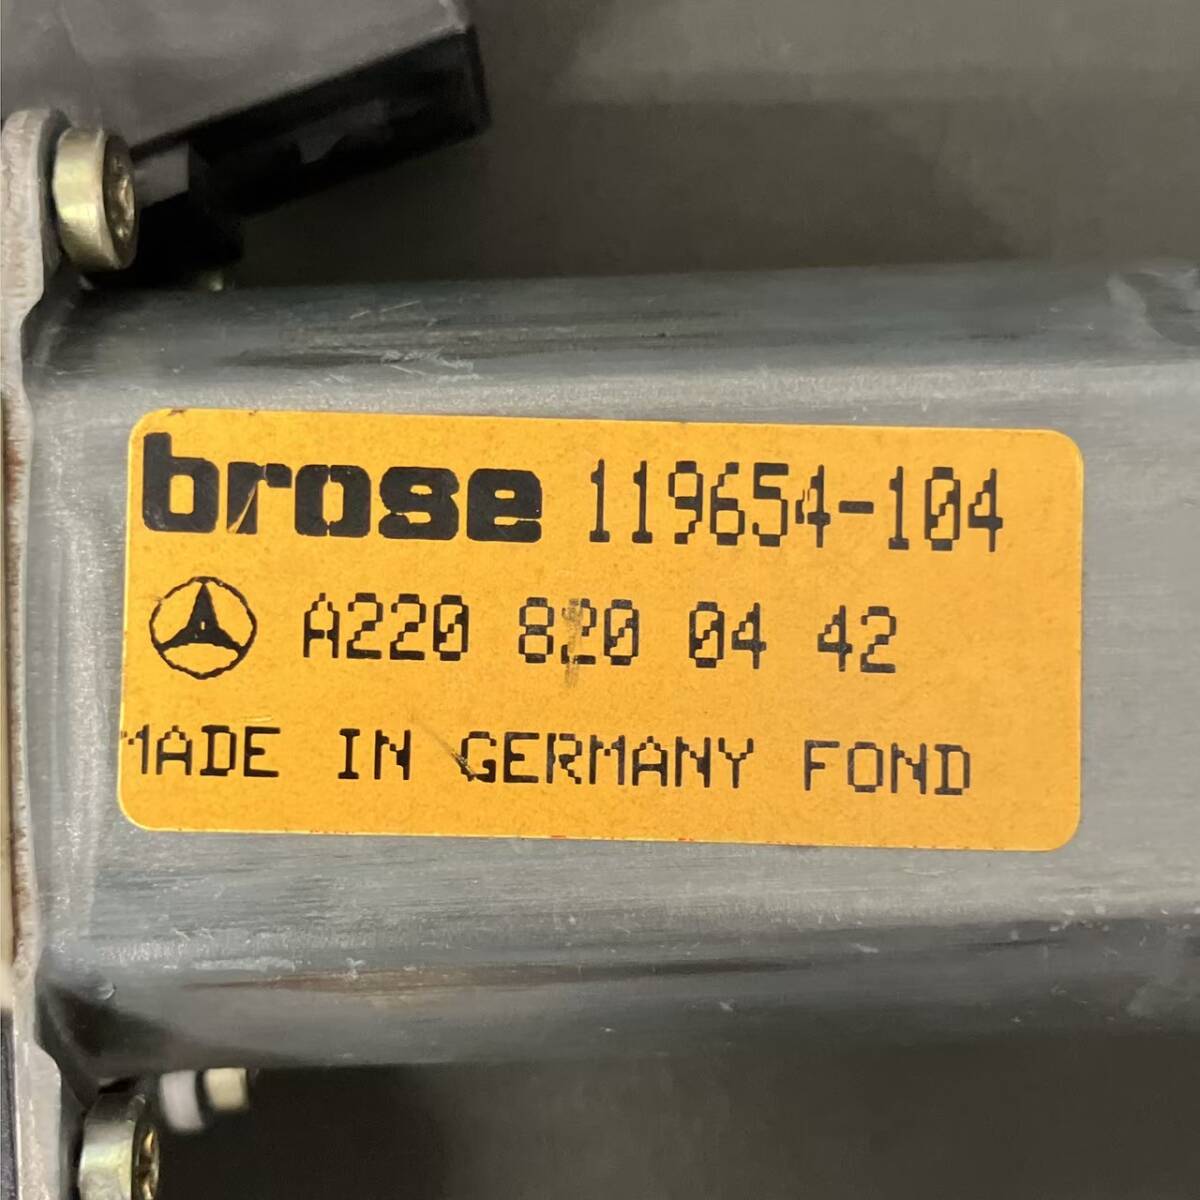 brose 119654-104
A220 820 04 42
MADE IN GERMANY FOND